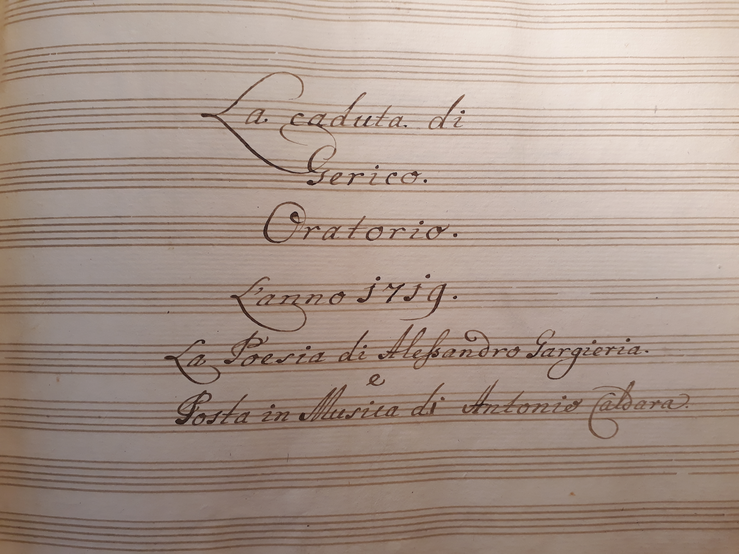 La caduta di
Gerico.
Oratorio.
L'anno 1719.
La Poesia di Alessandro Gargieria.
e
Posta in Musica di Antonio Caldara.